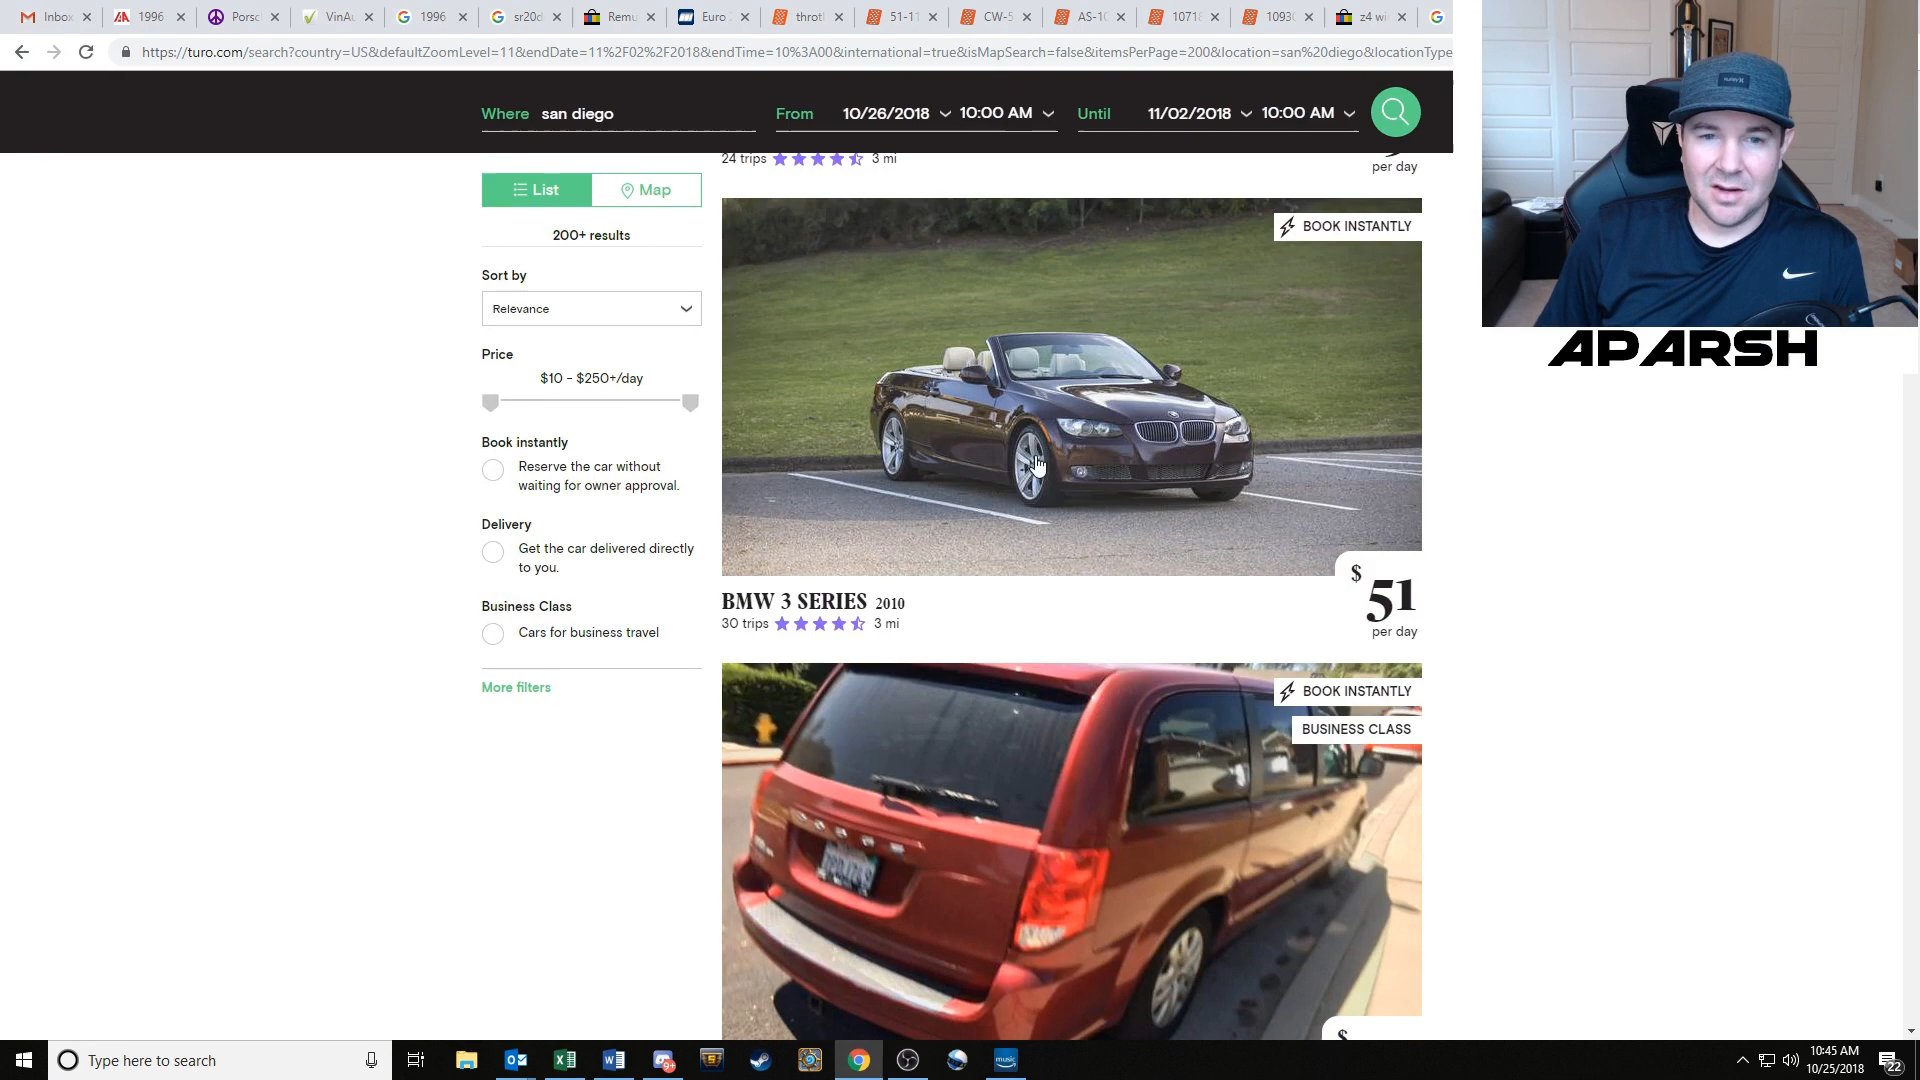 Inbox
1996
Porsc
VinAu
1996
sr20d
Remu
Euro
throt
51-11
CW-5
AS-10
10718
1093
z4 wi
https://turo.com/search?country=US&defaultZoomLevel=11&endDate=11%2F02%2F2018&endTime=10%3A00&international=true&isMapSearch=false&itemsPerPage=200&location=san%20diego&locationType
Where san diego From 10/26/2018 10:00 AM Until 11/02/2018 10:00 AM
24 trips 3 mi
per day
List Map
200+ results
Sort by
Relevance
Price
$10 - $250+/day
Book instantly
Reserve the car without
waiting for owner approval.
Delivery
Get the car delivered directly
to you.
Business Class
Cars for business travel
More filters
BOOK INSTANTLY
BMW 3 SERIES 2010
30 trips 3 mi
$51
per day
BOOK INSTANTLY
BUSINESS CLASS
DODGE
$
APARSH
Type here to search
music
10:45 AM
10/25/2018
22